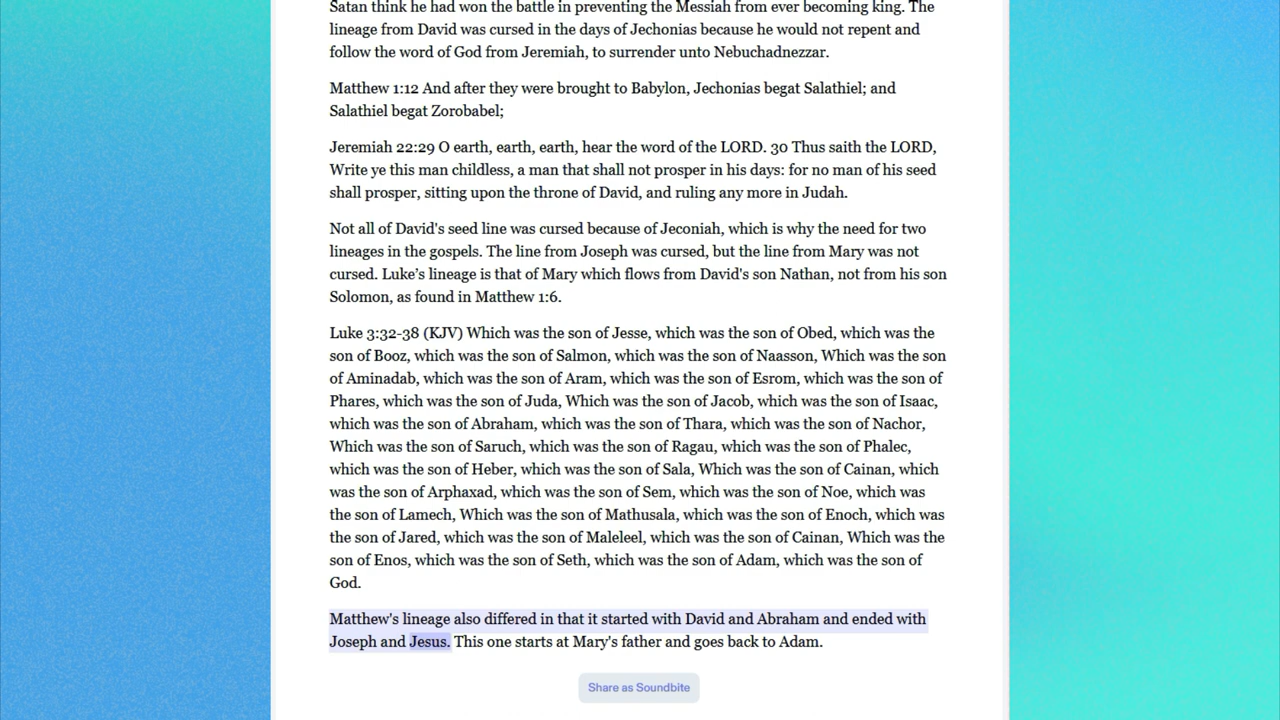 Satan think he had won the battle in preventing the Messiah from ever becoming king. The
lineage from David was cursed in the days of Jechonias because he would not repent and
follow the word of God from Jeremiah, to surrender unto Nebuchadnezzar.
Matthew 1:12 And after they were brought to Babylon, Jechonias begat Salathiel; and
Salathiel begat Zorobabel;
Jeremiah 22:29 O earth, earth, earth, hear the word of the LORD. 30 Thus saith the LORD,
Write ye this man childless, a man that shall not prosper in his days: for no man of his seed
shall prosper, sitting upon the throne of David, and ruling any more in Judah.
Not all of David's seed line was cursed because of Jeconiah, which is why the need for two
lineages in the gospels. The line from Joseph was cursed, but the line from Mary was not
cursed. Luke’s lineage is that of Mary which flows from David's son Nathan, not from his son
Solomon, as found in Matthew 1:6.
Luke 3:32-38 (KJV) Which was the son of Jesse, which was the son of Obed, which was the
son of Booz, which was the son of Salmon, which was the son of Naasson, Which was the son
of Aminadab, which was the son of Aram, which was the son of Esrom, which was the son of
Phares, which was the son of Juda, Which was the son of Jacob, which was the son of Isaac,
which was the son of Abraham, which was the son of Thara, which was the son of Nachor,
Which was the son of Saruch, which was the son of Ragau, which was the son of Phalec,
which was the son of Heber, which was the son of Sala, Which was the son of Cainan, which
was the son of Arphaxad, which was the son of Sem, which was the son of Noe, which was
the son of Lamech, Which was the son of Mathusala, which was the son of Enoch, which was
the son of Jared, which was the son of Maleleel, which was the son of Cainan, Which was the
son of Enos, which was the son of Seth, which was the son of Adam, which was the son of
God.
Matthew's lineage also differed in that it started with David and Abraham and ended with
Joseph and Jesus. This one starts at Mary's father and goes back to Adam.
Share as Soundbite